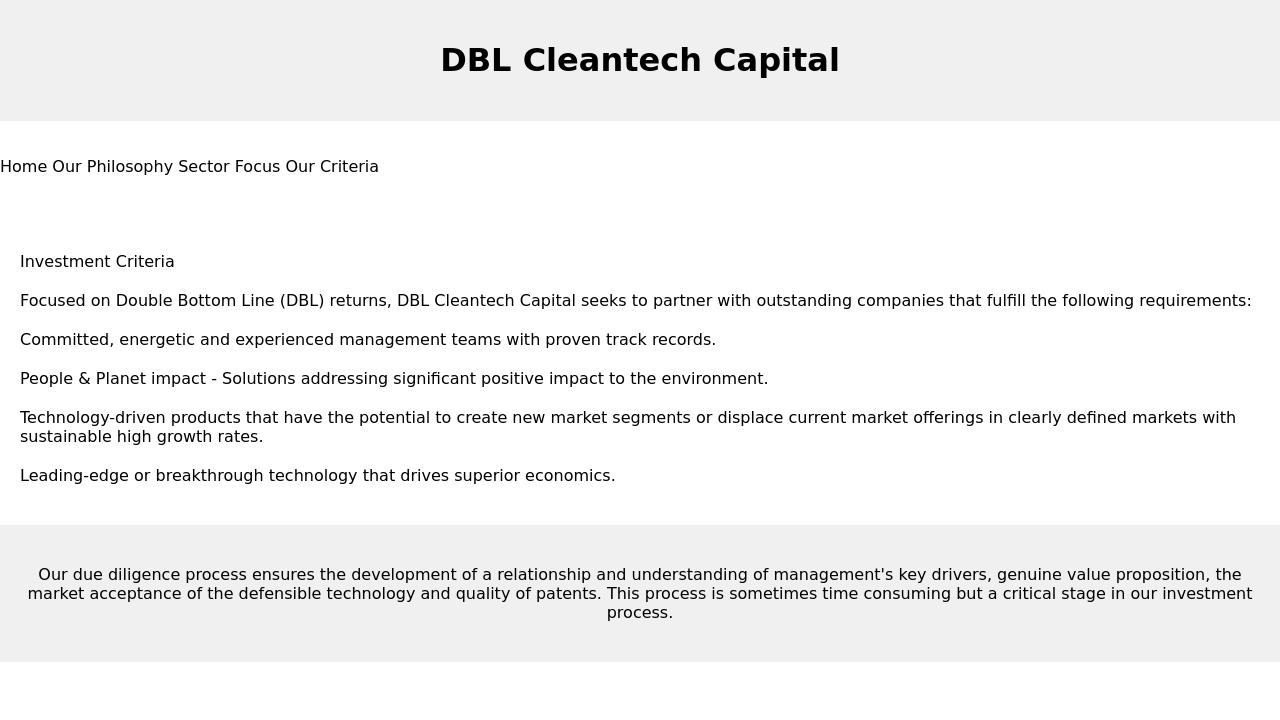 DBL Cleantech Capital
Home Our Philosophy Sector Focus Our Criteria
Investment Criteria
Focused on Double Bottom Line (DBL) returns, DBL Cleantech Capital seeks to partner with outstanding companies that fulfill the following requirements:
Committed, energetic and experienced management teams with proven track records.
People & Planet impact - Solutions addressing significant positive impact to the environment.
Technology-driven products that have the potential to create new market segments or displace current market offerings in clearly defined markets with
sustainable high growth rates.
Leading-edge or breakthrough technology that drives superior economics.
Our due diligence process ensures the development of a relationship and understanding of management's key drivers, genuine value proposition, the
market acceptance of the defensible technology and quality of patents. This process is sometimes time consuming but a critical stage in our investment
process.